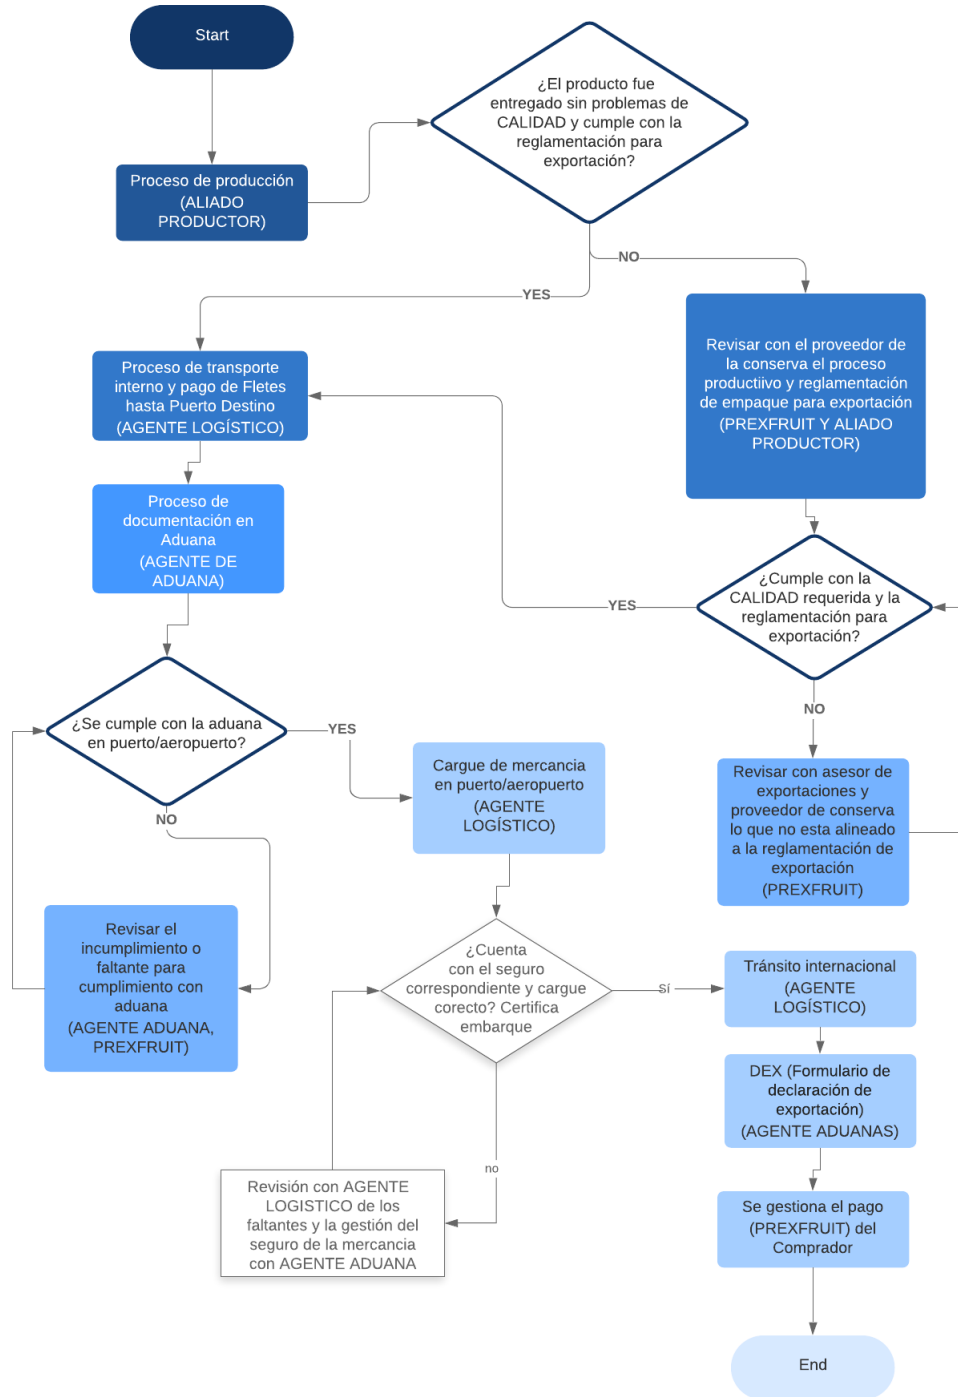 Start
¿El producto fue
entregado sin problemas de
CALIDAD y cumple con la
reglamentación para
exportación?
Proceso de producción
(ALIADO
PRODUCTOR)
NO
YES
Revisar con el proveedor de
la conserva el proceso
productiivo y reglamentación
de empaque para exportación
(PREXFRUIT Y ALIADO
PRODUCTOR)
Proceso de transporte
interno y pago de Fletes
hasta Puerto Destino
(AGENTE LOGÍSTICO)
Proceso de
documentación en
Aduana
(AGENTE DE
ADUANA)
¿Cumple con la
CALIDAD requerida y la
reglamentación para
exportación?
YES
NO
¿Se cumple con la aduana
en puerto/aeropuerto?
YES
NO
Cargue de mercancia
en puerto/aeropuerto
(AGENTE
LOGÍSTICO)
Revisar con asesor de
exportaciones y
proveedor de conserva
lo que no esta alineado
a la reglamentación de
exportación
(PREXFRUIT)
Revisar el
incumplimiento o
faltante para
cumplimiento con
aduana
(AGENTE ADUANA,
PREXFRUIT)
¿Cuenta
con el seguro
correspondiente y cargue
corecto? Certifica
embarque
Sí
Tránsito internacional
(AGENTE
LOGÍSTICO)
DEX (Formulario de
declaración de
exportación)
(AGENTE ADUANAS)
no
Revisión con AGENTE
LOGISTICO de los
faltantes y la gestión del
seguro de la mercancia
con AGENTE ADUANA
Se gestiona el pago
(PREXFRUIT) del
Comprador
End